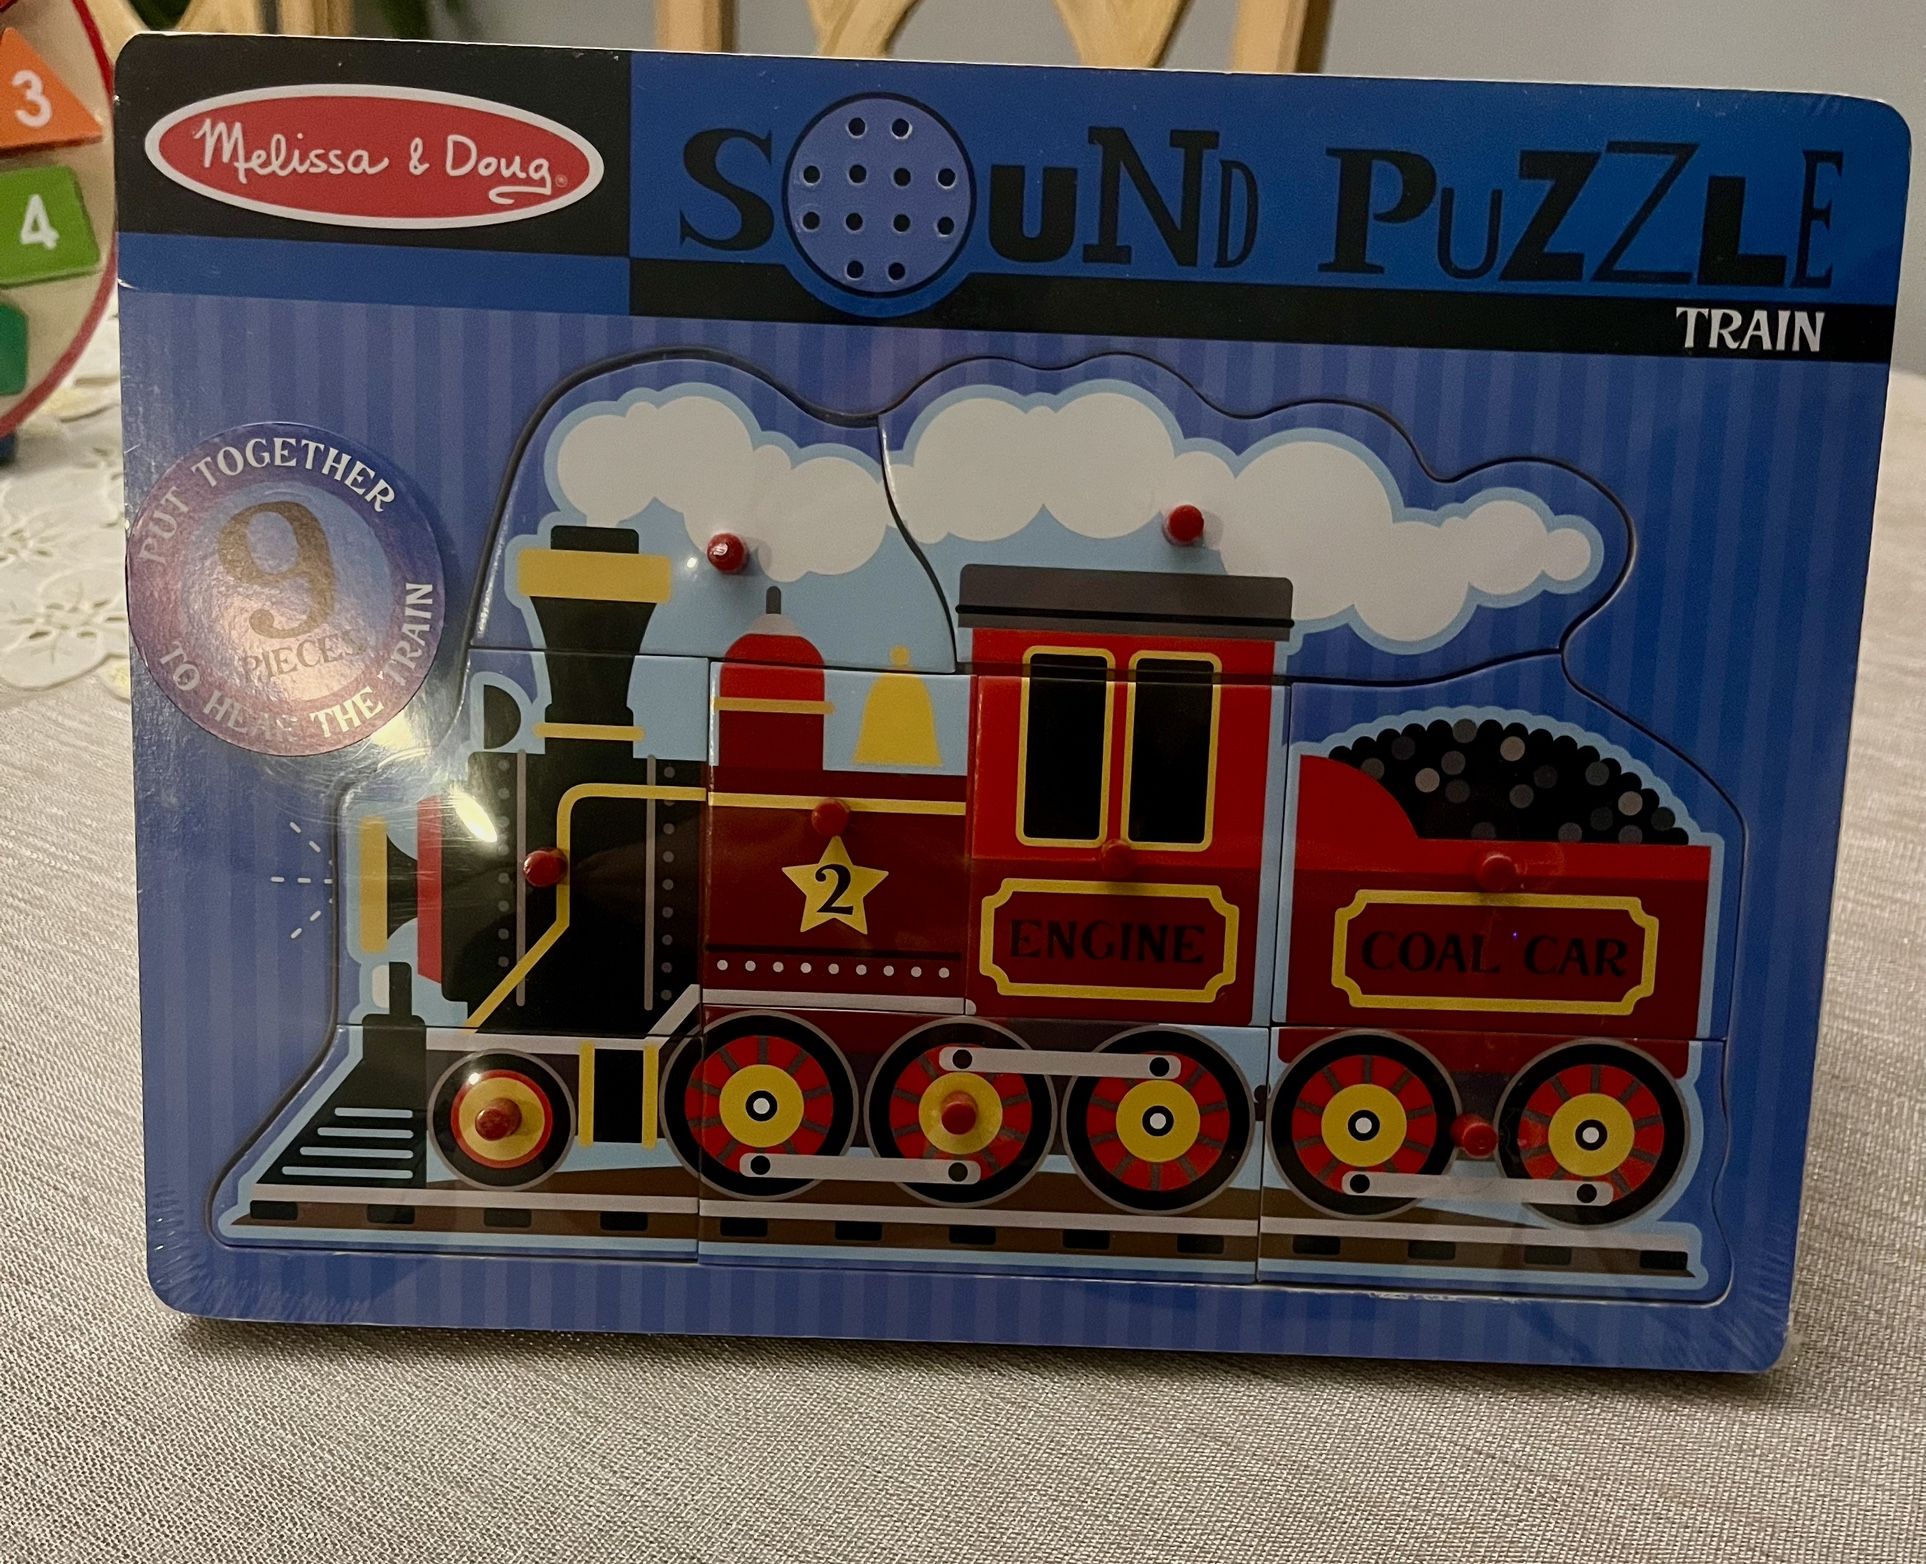 Melissa & Doug®
SOUND PUZZLE
TRAIN
PUT TOGETHER
9
PIECES
TO HEAR THE TRAIN
2
ENGINE
COAL CAR
3
4